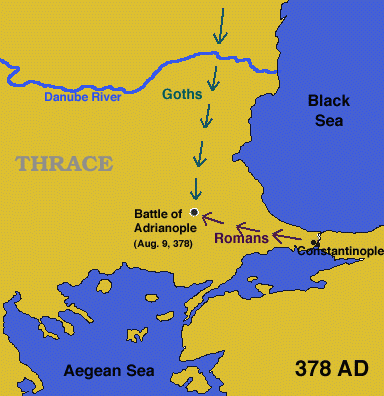 Danube River
Goths
Black
Sea
THRACE
Battle of
Adrianople
(Aug. 9, 378)
Romans
Constantinople
Aegean Sea
378 AD